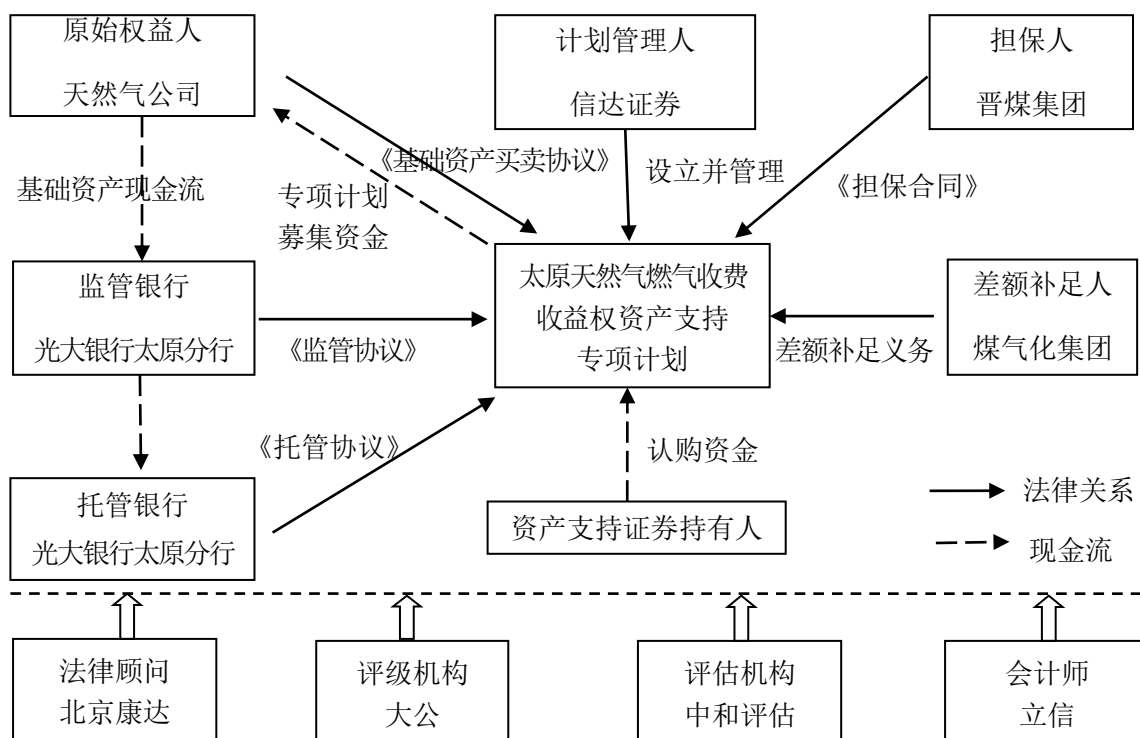 原始权益人
天然气公司
计划管理人
信达证券
担保人
晋煤集团
《基础资产买卖协议》
设立并管理
《担保合同》
基础资产现金流
专项计划
募集资金
监管银行
光大银行太原分行
《监管协议》
太原天然气燃气收费
收益权资产支持
专项计划
差额补足人
煤气化集团
差额补足义务
《托管协议》
认购资金
托管银行
光大银行太原分行
资产支持证券持有人
法律关系
现金流
法律顾问
北京康达
评级机构
大公
评估机构
中和评估
会计师
立信